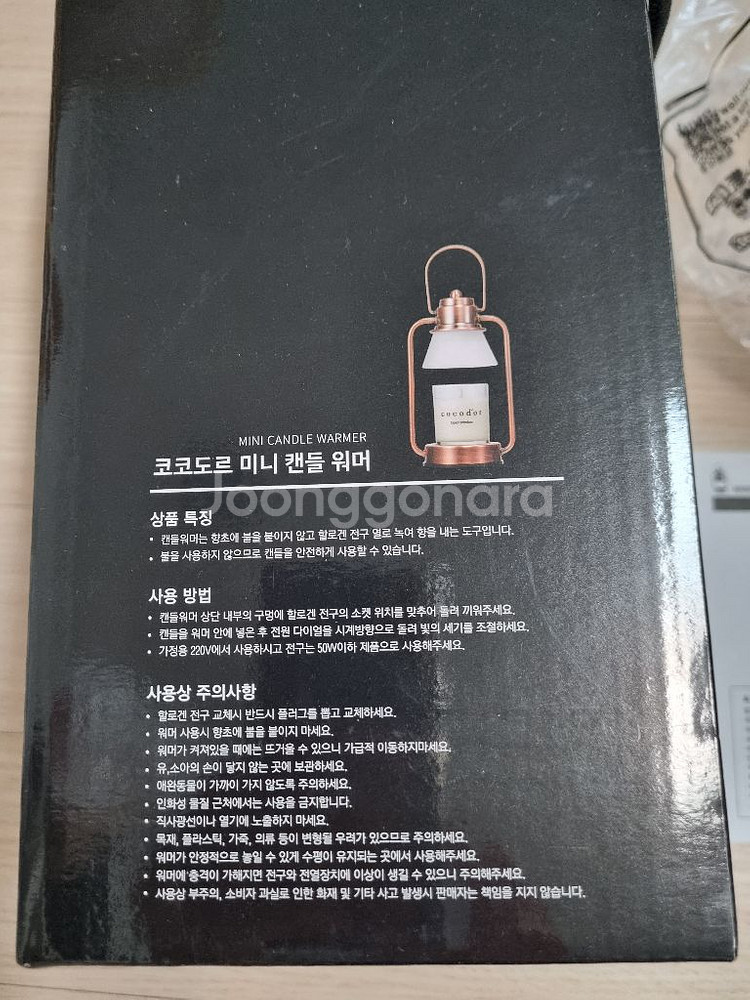 cocod'or
MINI CANDLE WARMER
코코도르 미니 캔들 워머
Joonggonara
상품 특징
• 캔들워머는 향초에 불을 붙이지 않고 할로겐 전구 열로 녹여 향을 내는 도구입니다.
• 불을 사용하지 않으므로 캔들을 안전하게 사용할 수 있습니다.
사용 방법
• 캔들워머 상단 내부의 구멍에 할로겐 전구의 소켓 위치를 맞추어 돌려 끼워주세요.
• 캔들을 워머 안에 넣은 후 전원 다이얼을 시계방향으로 돌려 빛의 세기를 조절하세요.
• 가정용 220V에서 사용하시고 전구는 50W이하 제품으로 사용해주세요.
사용상 주의사항
• 할로겐 전구 교체시 반드시 플러그를 뽑고 교체하세요.
• 워머 사용시 향초에 불을 붙이지 마세요.
• 워머가 켜져있을 때에는 뜨거울 수 있으니 가급적 이동하지마세요.
• 유,소아의 손이 닿지 않는 곳에 보관하세요.
• 애완동물이 가까이 가지 않도록 주의하세요.
• 인화성 물질 근처에서는 사용을 금지합니다.
• 직사광선이나 열기에 노출하지 마세요.
• 목재, 플라스틱, 가죽, 의류 등이 변형될 우려가 있으므로 주의하세요.
• 워머가 안정적으로 놓일 수 있게 수평이 유지되는 곳에서 사용해주세요.
• 워머에 충격이 가해지면 전구와 전열장치에 이상이 생길 수 있으니 주의해주세요.
• 사용상 부주의, 소비자 과실로 인한 화재 및 기타 사고 발생시 판매자는 책임을 지지 않습니다.